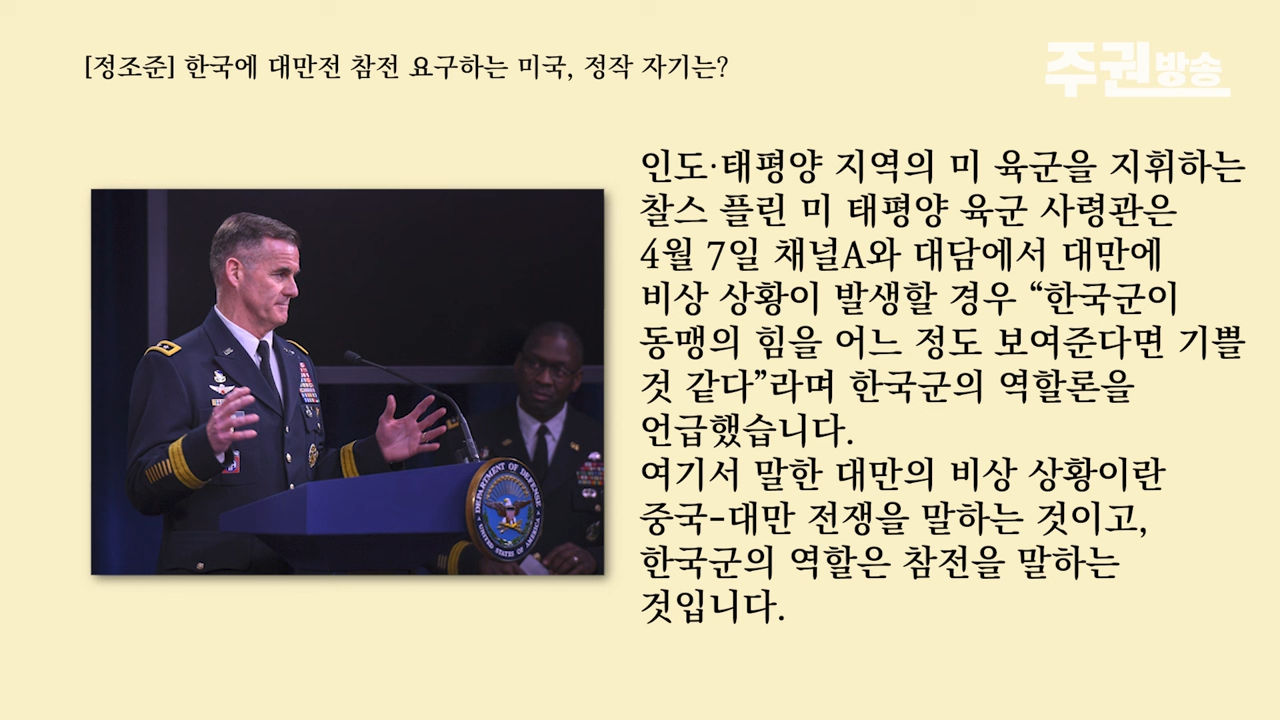 [정조준] 한국에 대만전 참전 요구하는 미국, 정작 자기는?
주권방송
인도·태평양 지역의 미 육군을 지휘하는
찰스 플린 미 태평양 육군 사령관은
4월 7일 채널A와 대담에서 대만에
비상 상황이 발생할 경우 “한국군이
동맹의 힘을 어느 정도 보여준다면 기쁠
것 같다”라며 한국군의 역할론을
언급했습니다.
여기서 말한 대만의 비상 상황이란
중국-대만 전쟁을 말하는 것이고,
한국군의 역할은 참전을 말하는
것입니다.
DEPARTMENT OF DEFENSE
UNITED STATES OF AMERICA